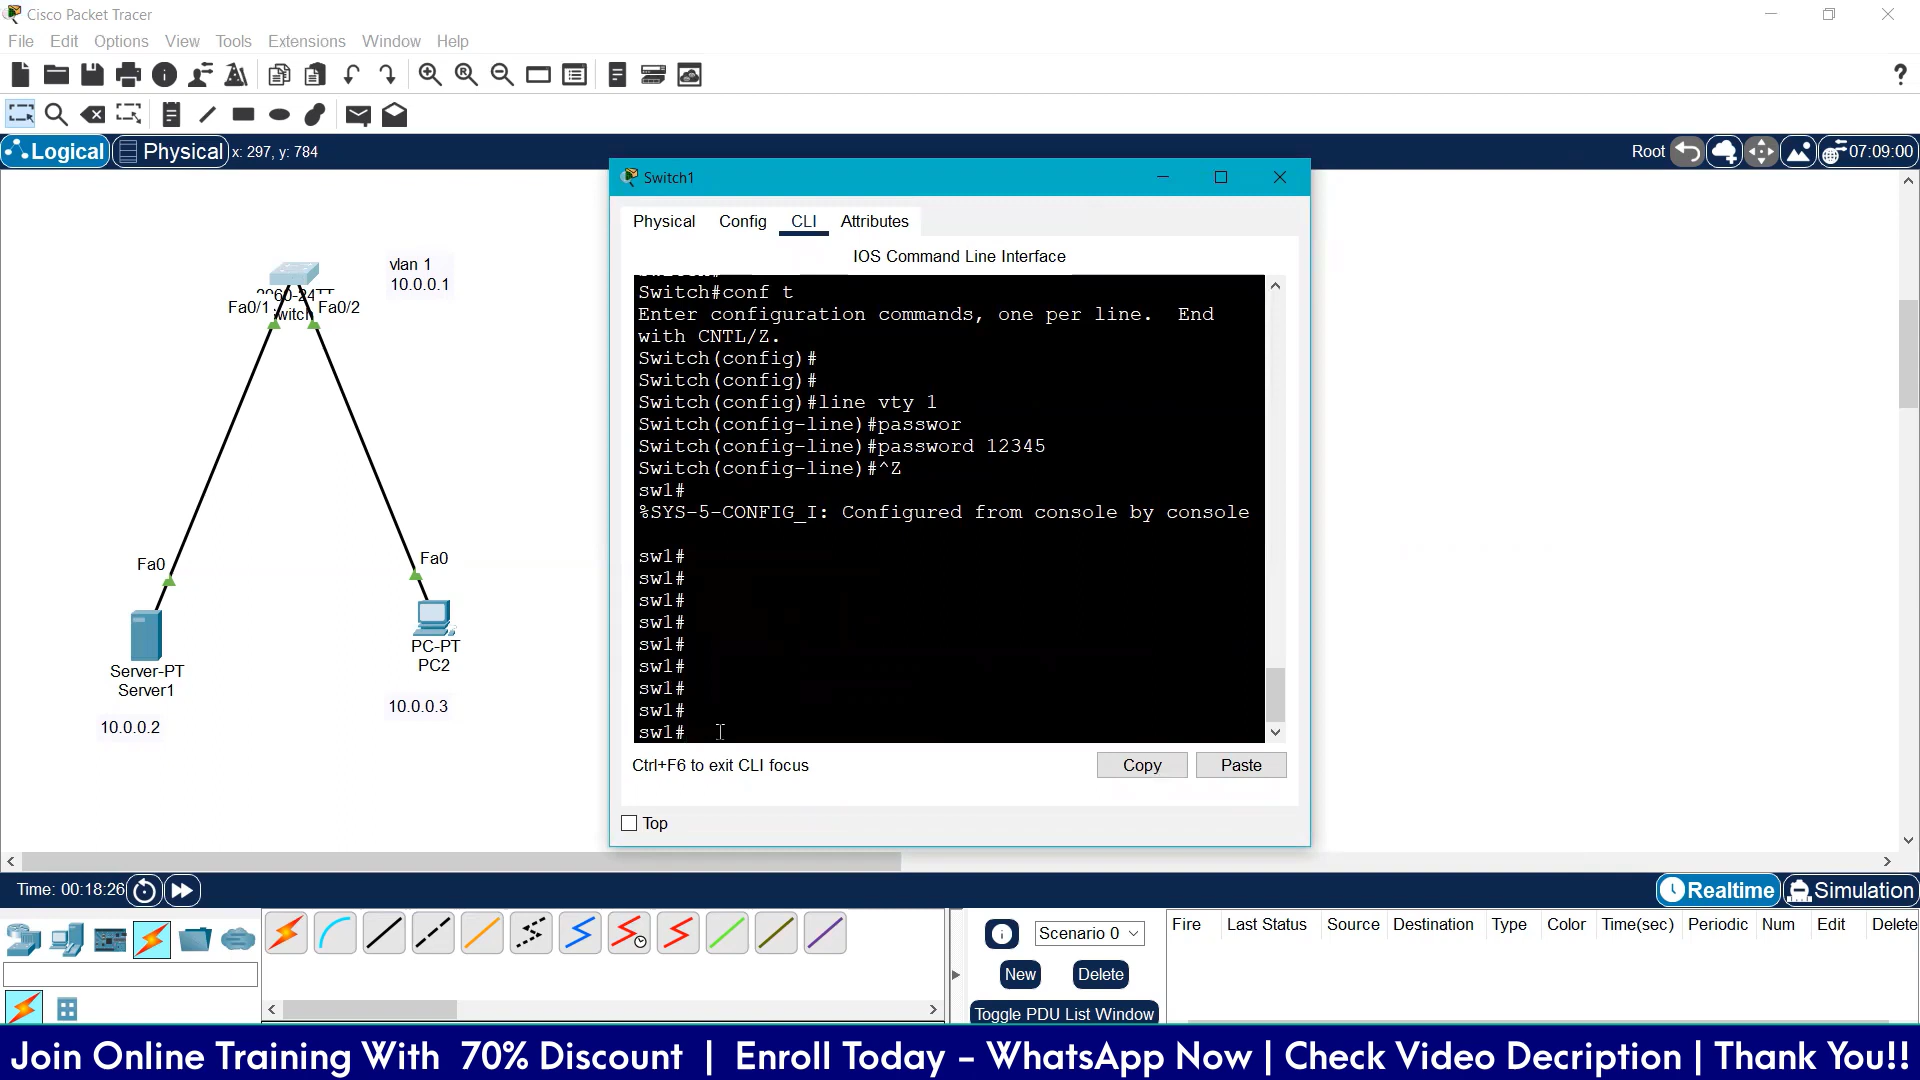 Cisco Packet Tracer
File Edit Options View Tools Extensions Window Help
?
Logical Physical x: 297, y: 784
Root 07:09:00
vlan 1
10.0.0.1
Fa0/1 Fa0/2
Fa0
Fa0
Server-PT
Server1
10.0.0.2
PC-PT
PC2
10.0.0.3
Switch1
Physical Config CLI Attributes
IOS Command Line Interface
Switch#conf t
Enter configuration commands, one per line.  End
with CNTL/Z.
Switch(config)#
Switch(config)#
Switch(config)#line vty 1
Switch(config-line)#passwor
Switch(config-line)#password 12345
Switch(config-line)#^Z
sw1#
%SYS-5-CONFIG_I: Configured from console by console
sw1#
sw1#
sw1#
sw1#
sw1#
sw1#
sw1#
sw1#
sw1#
Ctrl+F6 to exit CLI focus
Copy Paste
Top
Time: 00:18:26
Realtime Simulation
Scenario 0
New Delete
Toggle PDU List Window
Fire Last Status Source Destination Type Color Time(sec) Periodic Num Edit Delete
Join Online Training With 70% Discount | Enroll Today – WhatsApp Now | Check Video Decription | Thank You!!